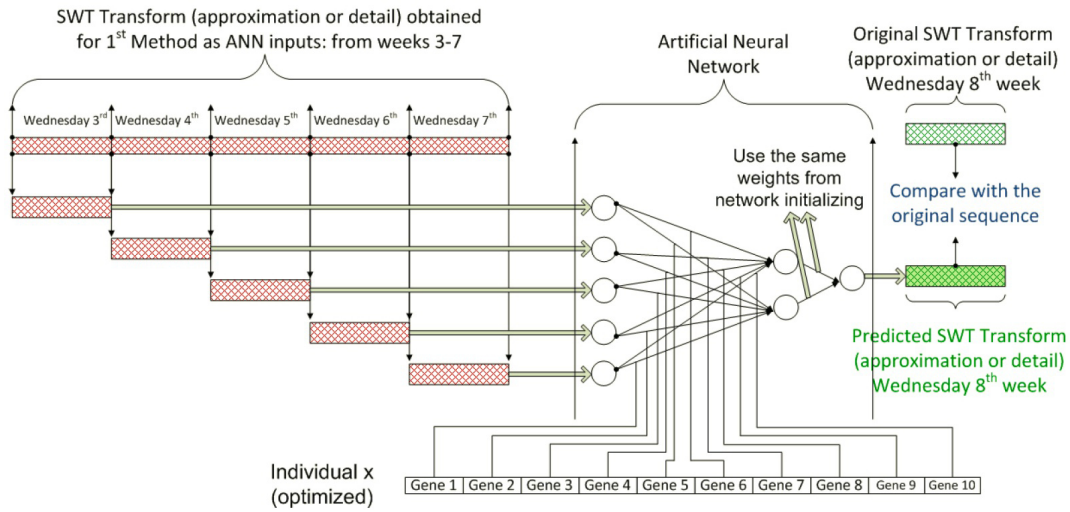 SWT Transform (approximation or detail) obtained
for 1st Method as ANN inputs: from weeks 3-7
Artificial Neural
Network
Original SWT Transform
(approximation or detail)
Wednesday 8th week
Wednesday 3rd Wednesday 4th Wednesday 5th Wednesday 6th Wednesday 7th
Use the same
weights from
network initializing
Compare with the
original sequence
Predicted SWT Transform
(approximation or detail)
Wednesday 8th week
Individual x
(optimized)
Gene 1 Gene 2 Gene 3 Gene 4 Gene 5 Gene 6 Gene 7 Gene 8 Gene 9 Gene 10